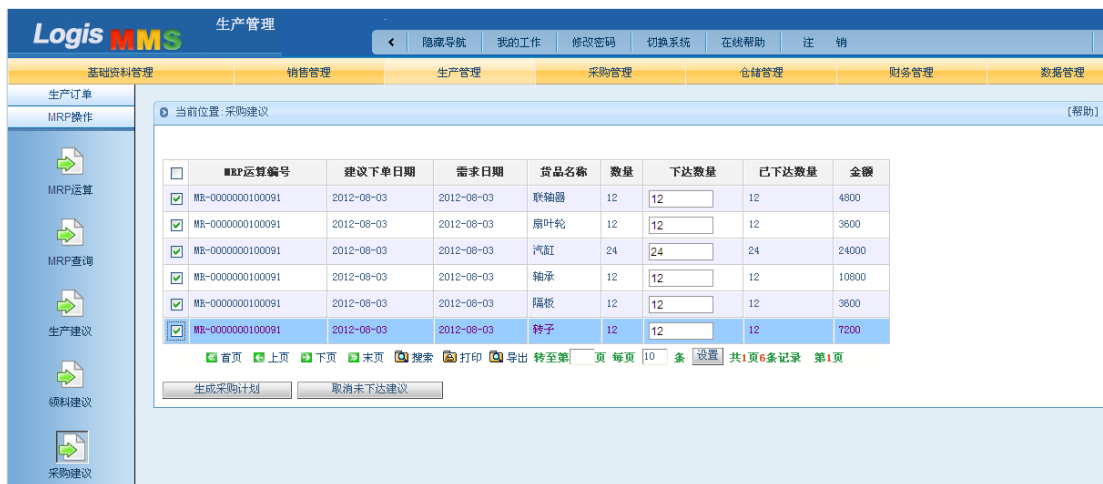 Logis MMS
生产管理
隐藏导航 我的工作 修改密码 切换系统 在线帮助 注 销
基础资料管理 销售管理 生产管理 采购管理 仓储管理 财务管理 数据管理
生产订单
MRP操作
MRP运算
MRP查询
生产建议
领料建议
采购建议
当前位置:采购建议 [帮助]
MRP运算编号 建议下单日期 需求日期 货品名称 数量 下达数量 已下达数量 金额
MR-0000000100091 2012-08-03 2012-08-03 联轴器 12 12 12 4800
MR-0000000100091 2012-08-03 2012-08-03 扇叶轮 12 12 12 3600
MR-0000000100091 2012-08-03 2012-08-03 汽缸 24 24 24 24000
MR-0000000100091 2012-08-03 2012-08-03 轴承 12 12 12 10800
MR-0000000100091 2012-08-03 2012-08-03 隔板 12 12 12 3600
MR-0000000100091 2012-08-03 2012-08-03 转子 12 12 12 7200
首页 上页 下页 末页 搜索 打印 导出 转至第 页 每页 10 条 设置 共1页6条记录 第1页
生成采购计划 取消未下达建议